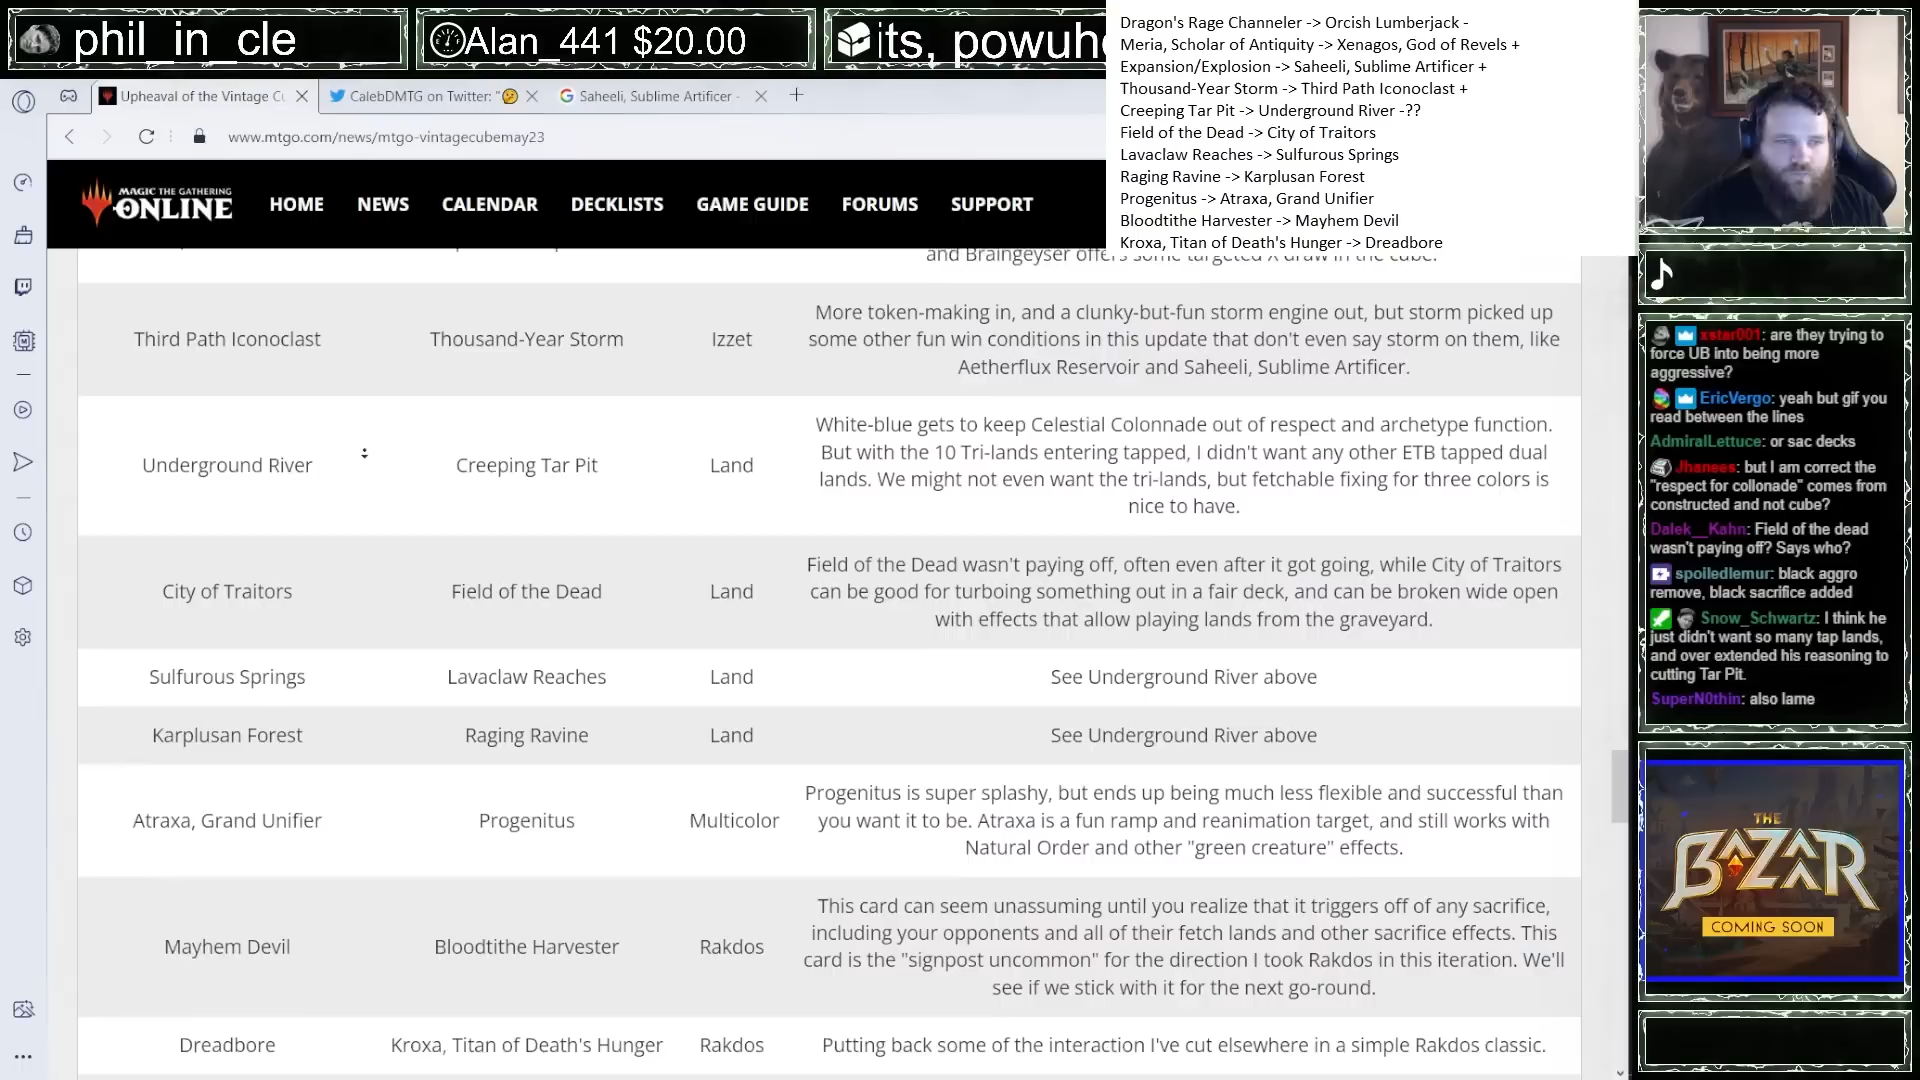 phil_in_cle
Alan_441 $20.00
its, powuh
Dragon's Rage Channeler -> Orcish Lumberjack -
Meria, Scholar of Antiquity -> Xenagos, God of Revels +
Expansion/Explosion -> Saheeli, Sublime Artificer +
Thousand-Year Storm -> Third Path Iconoclast +
Creeping Tar Pit -> Underground River -??
Field of the Dead -> City of Traitors
Lavaclaw Reaches -> Sulfurous Springs
Raging Ravine -> Karplusan Forest
Progenitus -> Atraxa, Grand Unifier
Bloodtithe Harvester -> Mayhem Devil
Kroxa, Titan of Death's Hunger -> Dreadbore
Upheaval of the Vintage Cu
CalebDMTG on Twitter: "
Saheeli, Sublime Artificer -
www.mtgo.com/news/mtgo-vintagecubemay23
MAGIC THE GATHERING
ONLINE
HOME NEWS CALENDAR DECKLISTS GAME GUIDE FORUMS SUPPORT
and Braingeyser offers some targeted X draw in the cube.
Third Path Iconoclast
Thousand-Year Storm
Izzet
More token-making in, and a clunky-but-fun storm engine out, but storm picked up
some other fun win conditions in this update that don't even say storm on them, like
Aetherflux Reservoir and Saheeli, Sublime Artificer.
Underground River
Creeping Tar Pit
Land
White-blue gets to keep Celestial Colonnade out of respect and archetype function.
But with the 10 Tri-lands entering tapped, I didn't want any other ETB tapped dual
lands. We might not even want the tri-lands, but fetchable fixing for three colors is
nice to have.
City of Traitors
Field of the Dead
Land
Field of the Dead wasn't paying off, often even after it got going, while City of Traitors
can be good for turboing something out in a fair deck, and can be broken wide open
with effects that allow playing lands from the graveyard.
Sulfurous Springs
Lavaclaw Reaches
Land
See Underground River above
Karplusan Forest
Raging Ravine
Land
See Underground River above
Atraxa, Grand Unifier
Progenitus
Multicolor
Progenitus is super splashy, but ends up being much less flexible and successful than
you want it to be. Atraxa is a fun ramp and reanimation target, and still works with
Natural Order and other "green creature" effects.
Mayhem Devil
Bloodtithe Harvester
Rakdos
This card can seem unassuming until you realize that it triggers off of any sacrifice,
including your opponents and all of their fetch lands and other sacrifice effects. This
card is the "signpost uncommon" for the direction I took Rakdos in this iteration. We'll
see if we stick with it for the next go-round.
Dreadbore
Kroxa, Titan of Death's Hunger
Rakdos
Putting back some of the interaction I've cut elsewhere in a simple Rakdos classic.
xstar001: are they trying to
force UB into being more
aggressive?
EricVergo: yeah but gif you
read between the lines
AdmiralLettuce: or sac decks
Jhanees: but I am correct the
"respect for collonade" comes from
constructed and not cube?
Dalek__Kahn: Field of the dead
wasn't paying off? Says who?
spoiledlemur: black aggro
remove, black sacrifice added
Snow_Schwartz: I think he
just didn't want so many tap lands,
and over extended his reasoning to
cutting Tar Pit.
SuperN0thin: also lame
THE
BAZAAR
COMING SOON